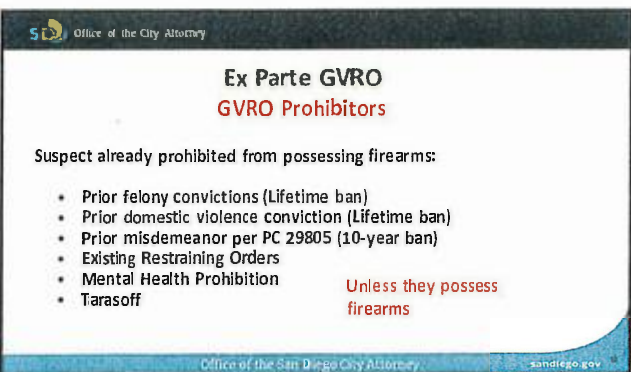 SD Office of the City Attorney
Ex Parte GVRO
GVRO Prohibitors
Suspect already prohibited from possessing firearms:
• Prior felony convictions (Lifetime ban)
• Prior domestic violence conviction (Lifetime ban)
• Prior misdemeanor per PC 29805 (10-year ban)
• Existing Restraining Orders
• Mental Health Prohibition
• Tarasoff
Unless they possess
firearms
Office of the San Diego City Attorney
sandiego.gov